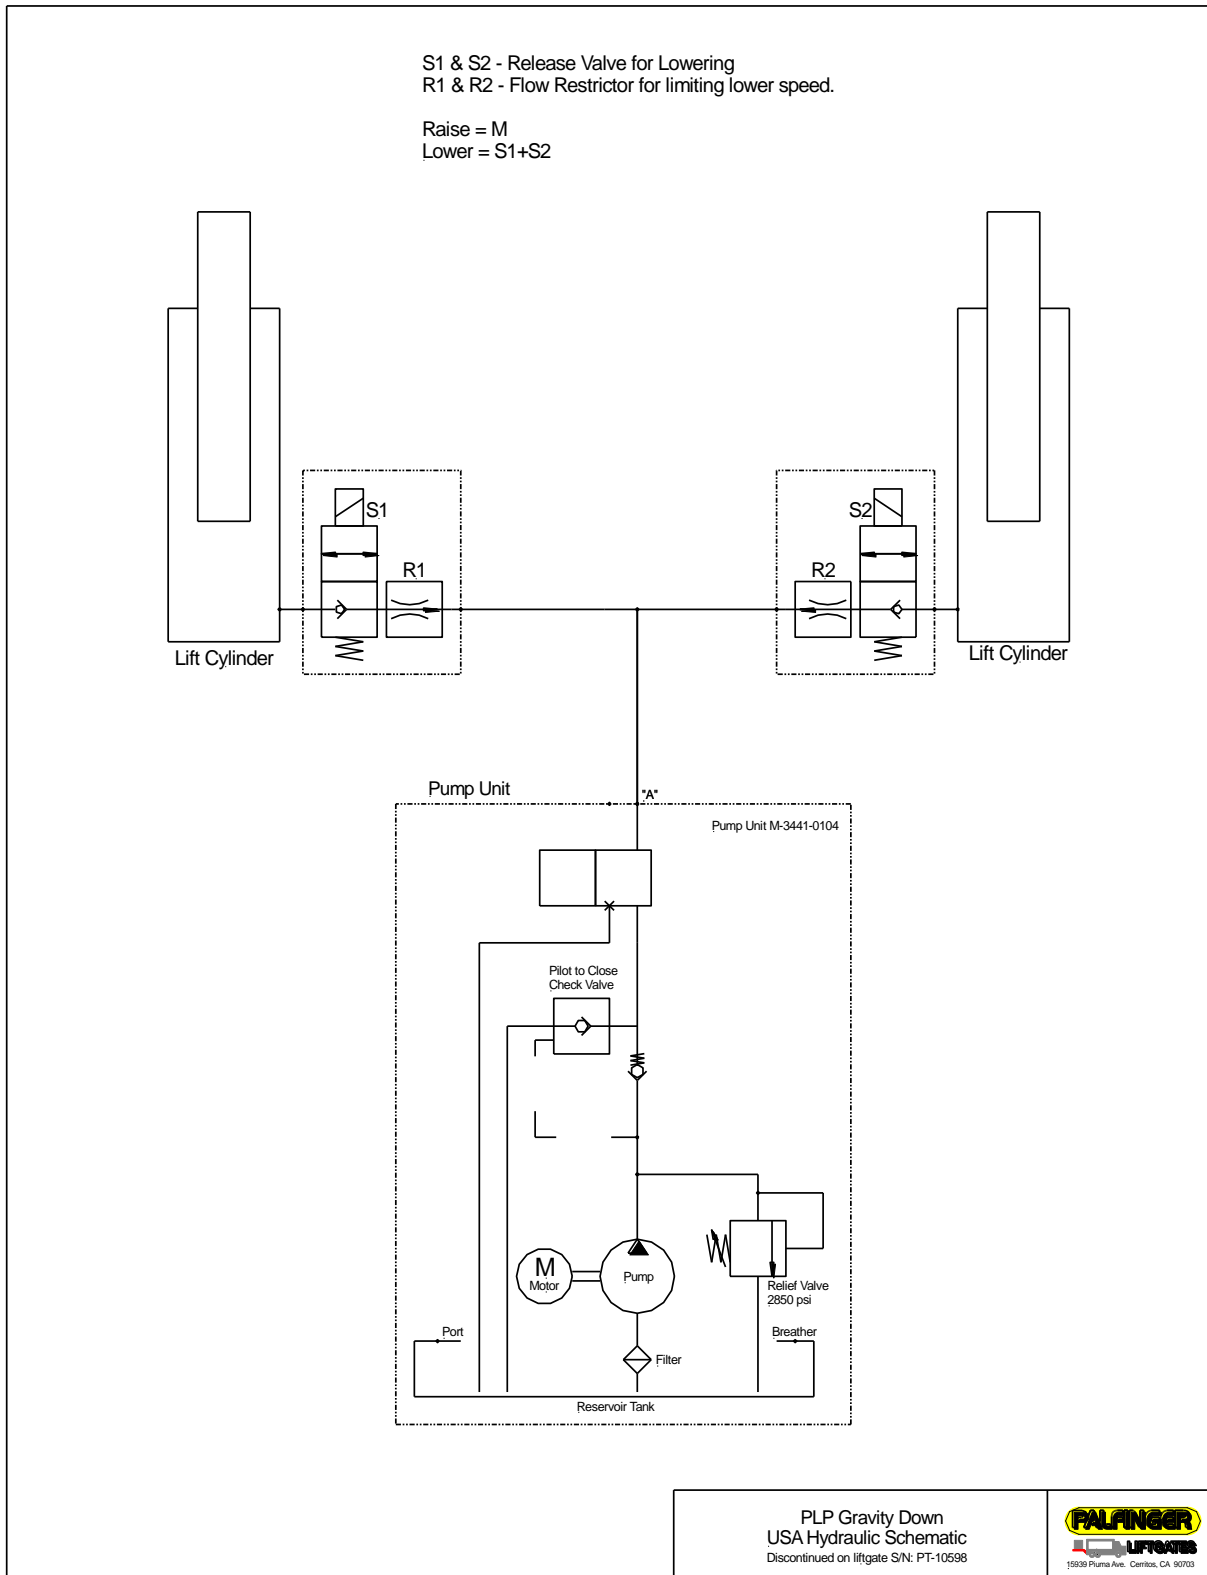 S1 & S2 - Release Valve for Lowering
R1 & R2 - Flow Restrictor for limiting lower speed.
Raise = M
Lower = S1+S2
S1
S2
R1
R2
Lift Cylinder
Lift Cylinder
Pump Unit
"A"
Pump Unit M-3441-0104
Pilot to Close
Check Valve
M
Motor
Pump
Relief Valve
2850 psi
Port
Breather
Filter
Reservoir Tank
PLP Gravity Down
USA Hydraulic Schematic
Discontinued on liftgate S/N: PT-10598
PALFINGER
LIFTGATES
15939 Piuma Ave. Cerritos, CA 90703